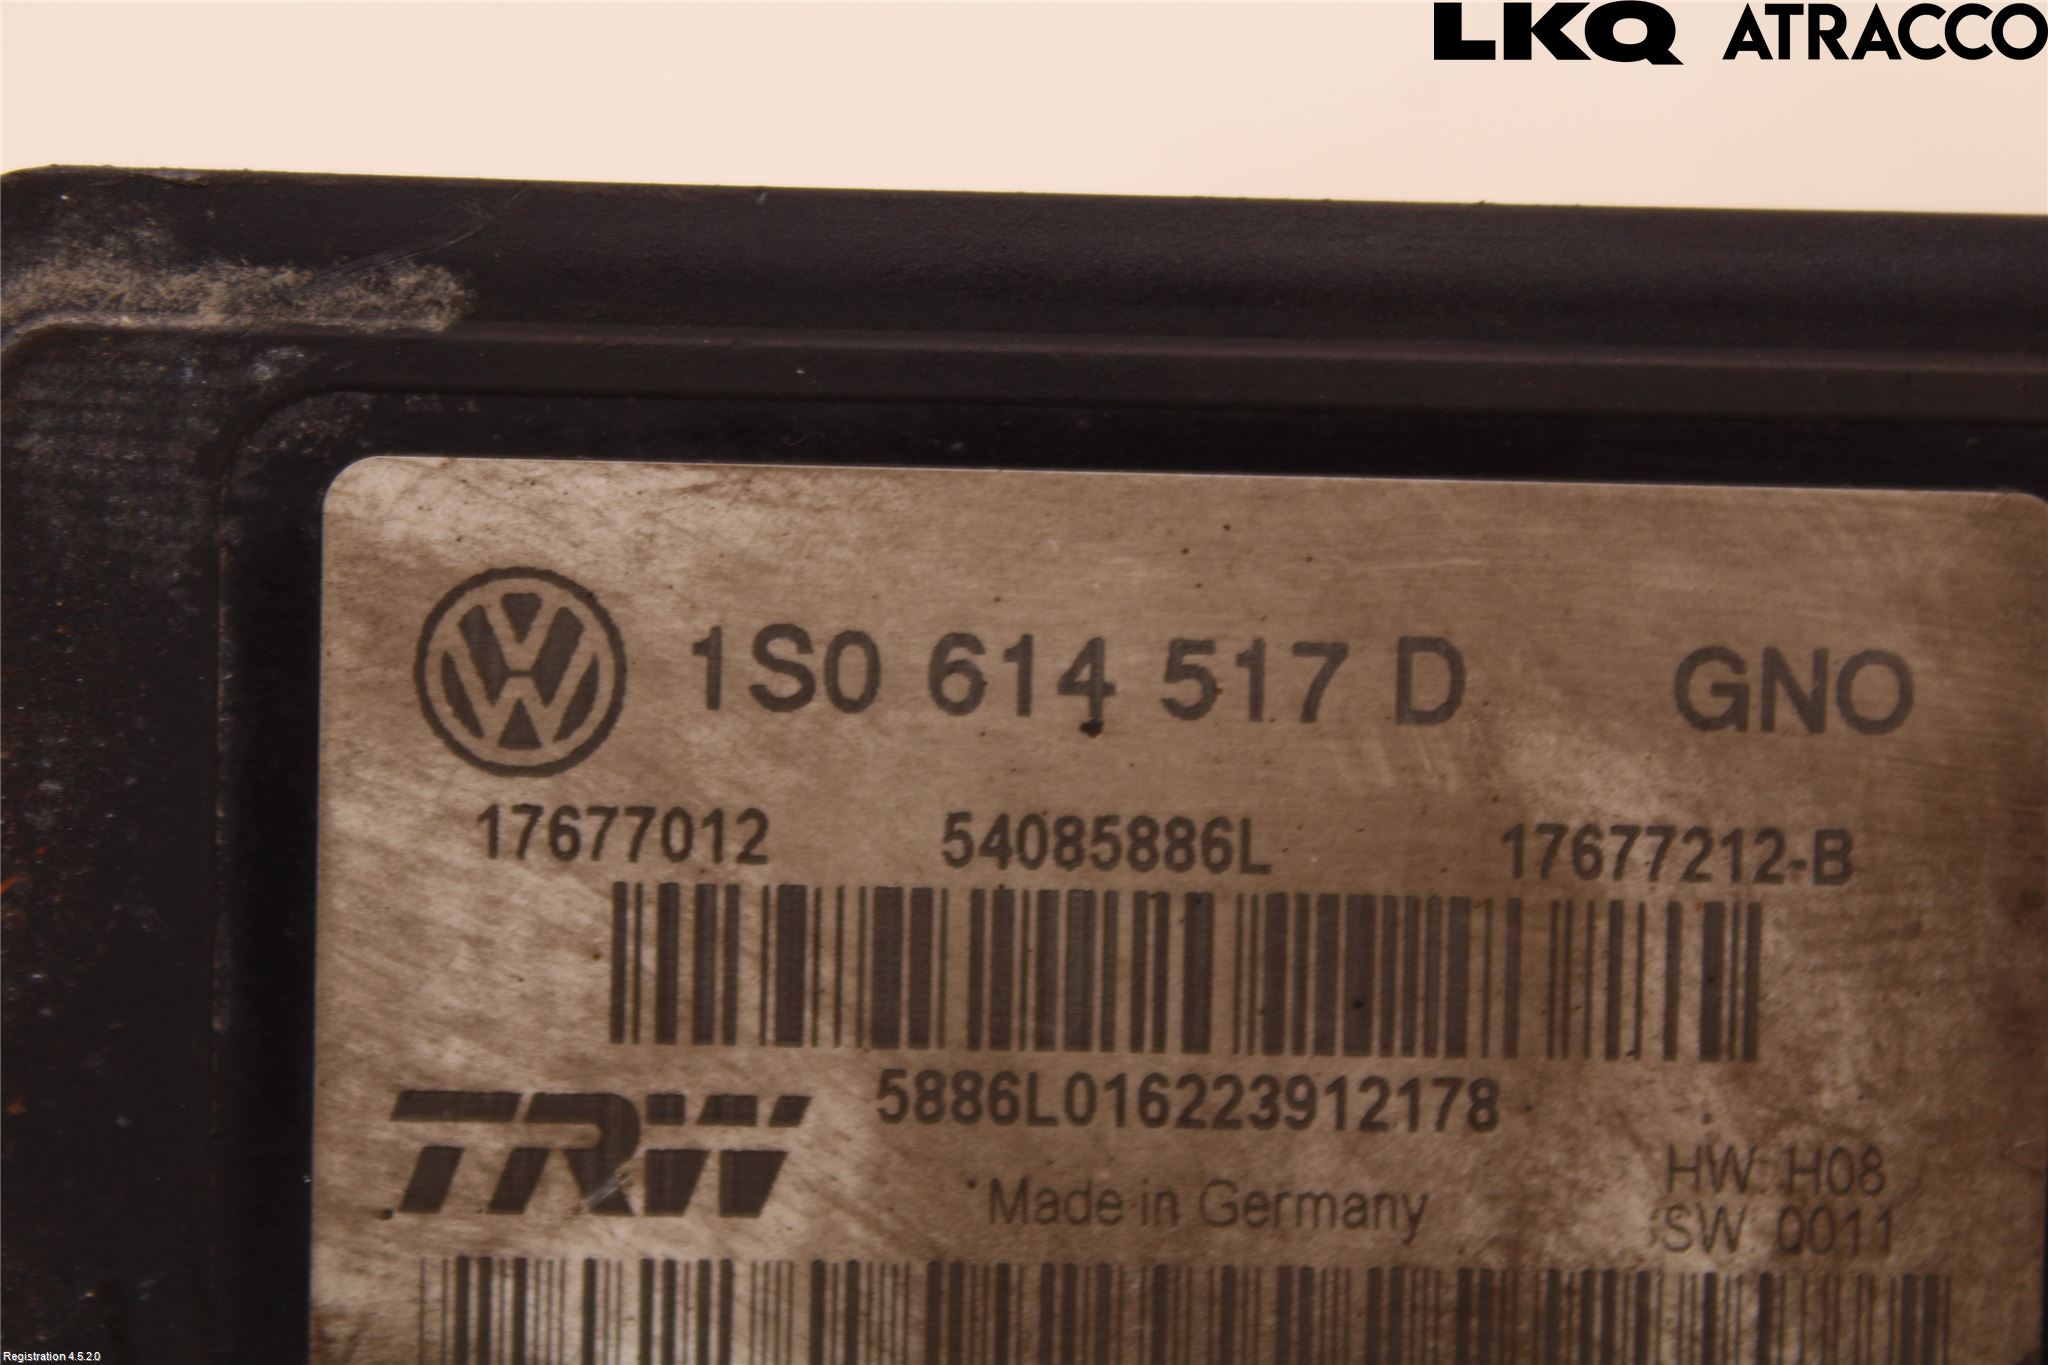 LKQ ATRACCO
1S0 614 517 D GNO
17677012 54085886L 17677212-B
5886L016223912178
TRW
Made in Germany
HW: H08
SW: 0011
Registration 4.5.2.0